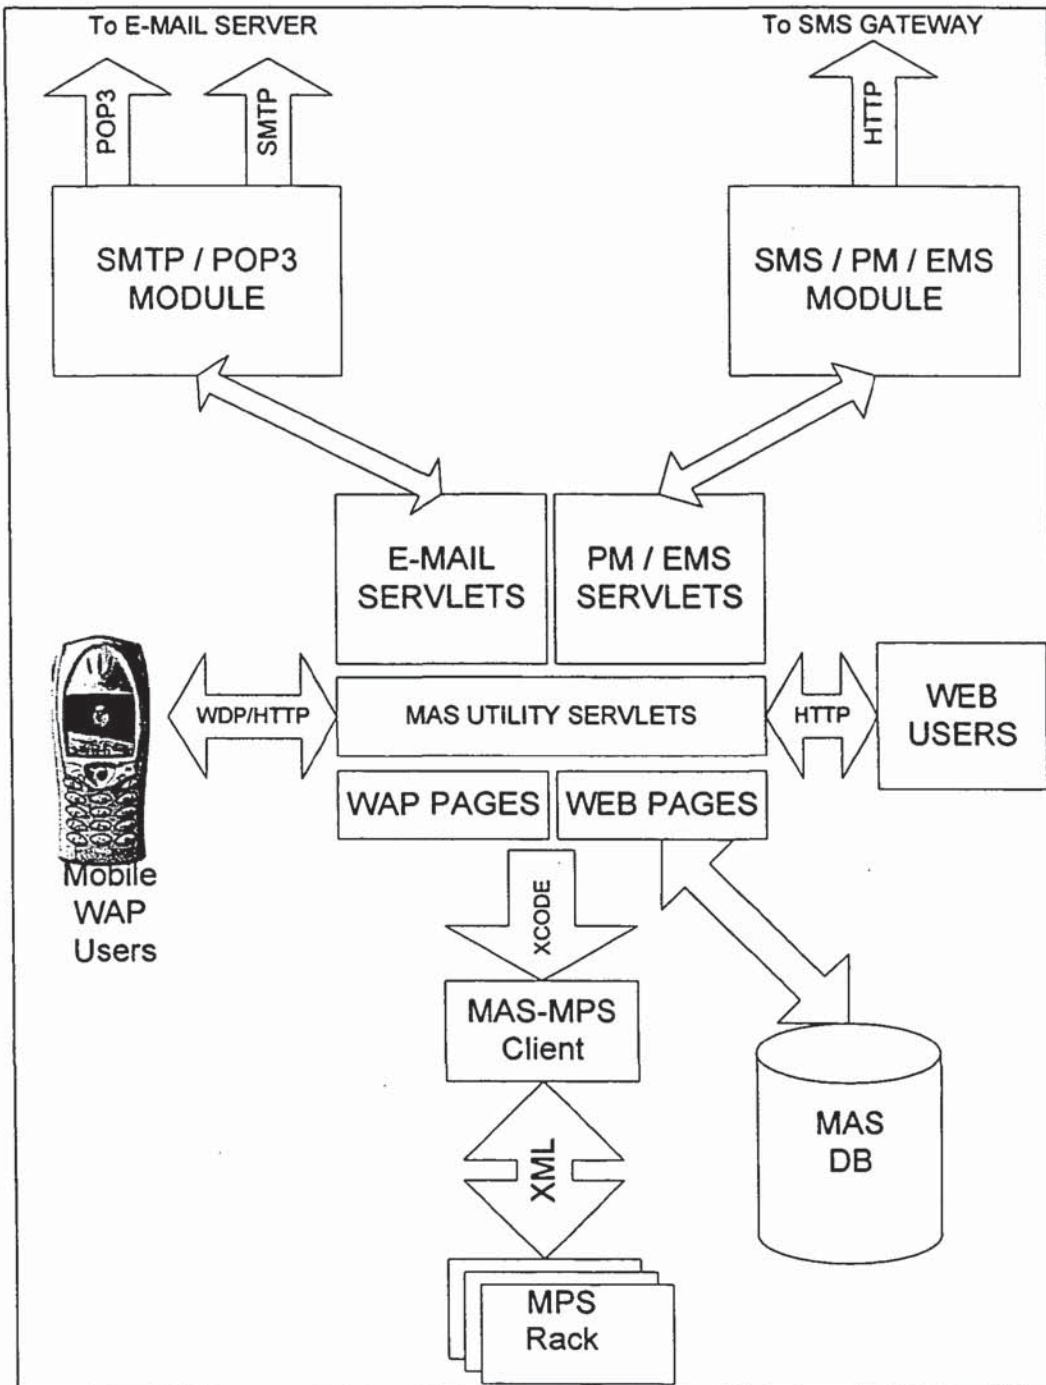 To E-MAIL SERVER
To SMS GATEWAY
POP3
SMTP
HTTP
SMTP / POP3
MODULE
SMS / PM / EMS
MODULE
E-MAIL
SERVLETS
PM / EMS
SERVLETS
WDP/HTTP
MAS UTILITY SERVLETS
HTTP
WEB
USERS
WAP PAGES
WEB PAGES
Mobile
WAP
Users
XCODE
MAS-MPS
Client
MAS
DB
XML
MPS
Rack